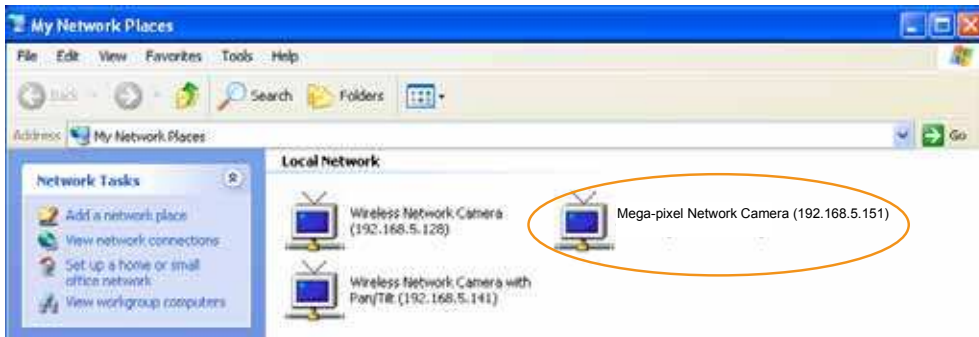 My Network Places
File Edit View Favorites Tools Help
Back Search Folders
Address My Network Places Go
Local Network
Network Tasks
Add a network place
View network connections
Set up a home or small
office network
View workgroup computers
Wireless Network Camera
(192.168.5.128)
Mega-pixel Network Camera (192.168.5.151)
Wireless Network Camera with
Pan/Tilt (192.168.5.141)